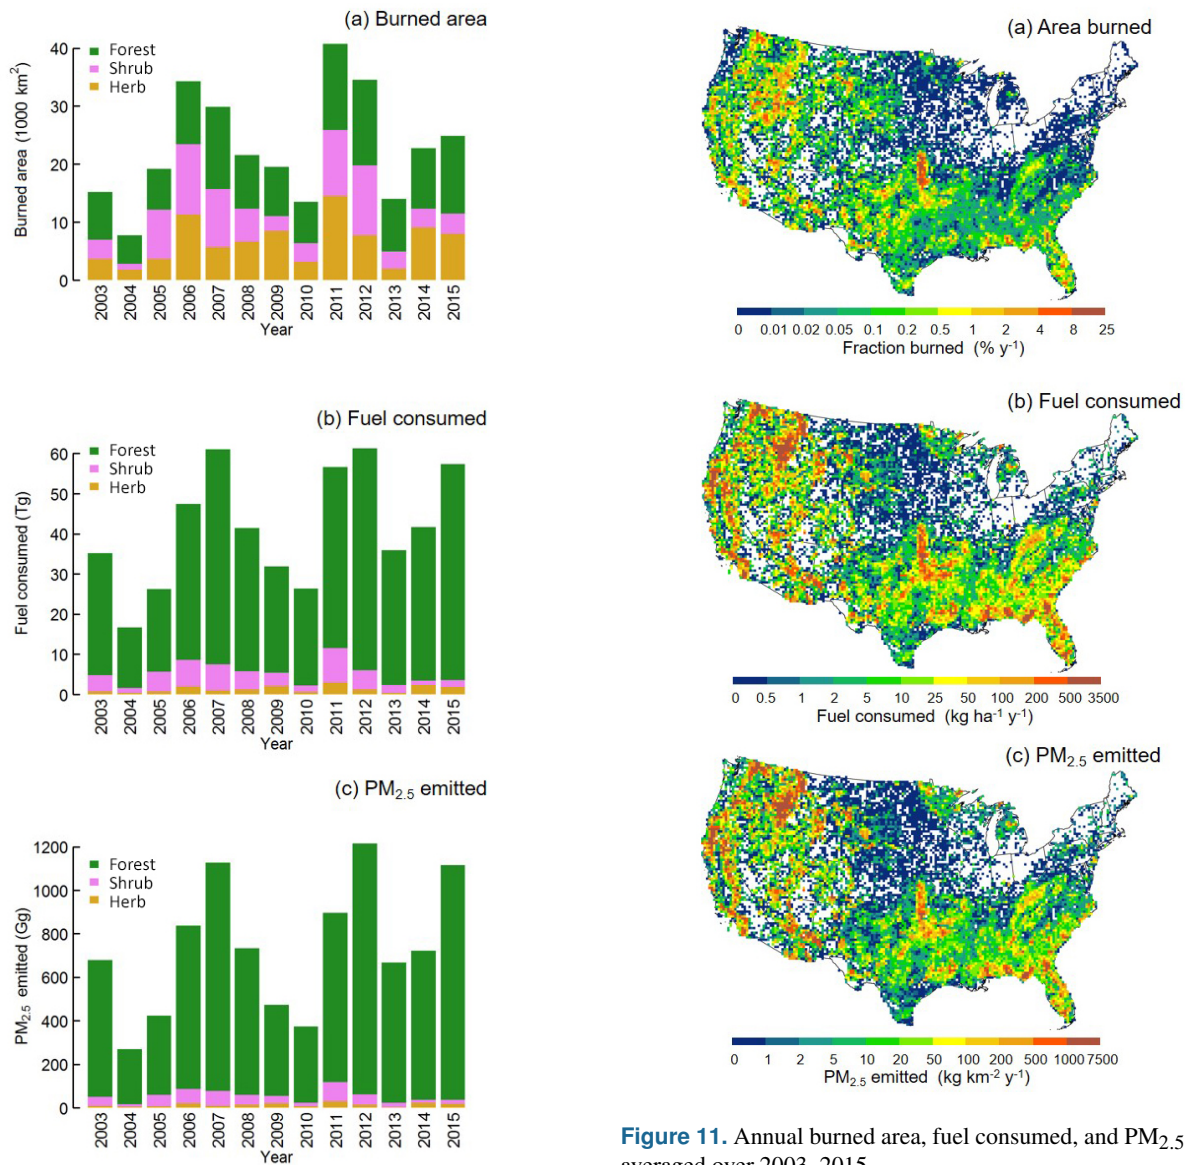 (a) Burned area
Forest
Shrub
Herb
Burned area (1000 km2)
40
30
20
10
0
2003 2004 2005 2006 2007 2008 2009 2010 2011 2012 2013 2014 2015
Year
(b) Fuel consumed
Forest
Shrub
Herb
Fuel consumed (Tg)
60
50
40
30
20
10
0
2003 2004 2005 2006 2007 2008 2009 2010 2011 2012 2013 2014 2015
Year
(c) PM2.5 emitted
Forest
Shrub
Herb
PM2.5 emitted (Gg)
1200
1000
800
600
400
200
0
2003 2004 2005 2006 2007 2008 2009 2010 2011 2012 2013 2014 2015
Year
(a) Area burned
0 0.01 0.02 0.05 0.1 0.2 0.5 1 2 4 8 25
Fraction burned (% y-1)
(b) Fuel consumed
0 0.5 1 2 5 10 25 50 100 200 500 3500
Fuel consumed (kg ha-1 y-1)
(c) PM2.5 emitted
0 1 2 5 10 20 50 100 200 500 1000 7500
PM2.5 emitted (kg km-2 y-1)
Figure 11. Annual burned area, fuel consumed, and PM2.5
averaged over 2003–2015